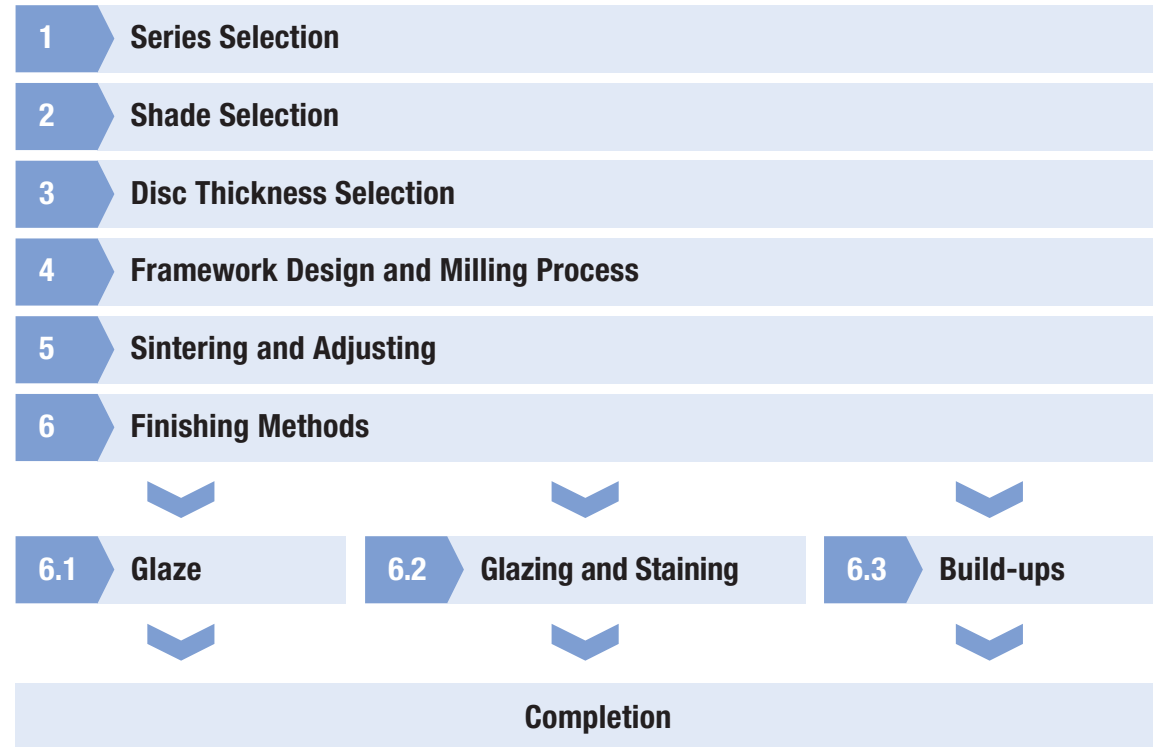 1 Series Selection
2 Shade Selection
3 Disc Thickness Selection
4 Framework Design and Milling Process
5 Sintering and Adjusting
6 Finishing Methods
6.1 Glaze
6.2 Glazing and Staining
6.3 Build-ups
Completion